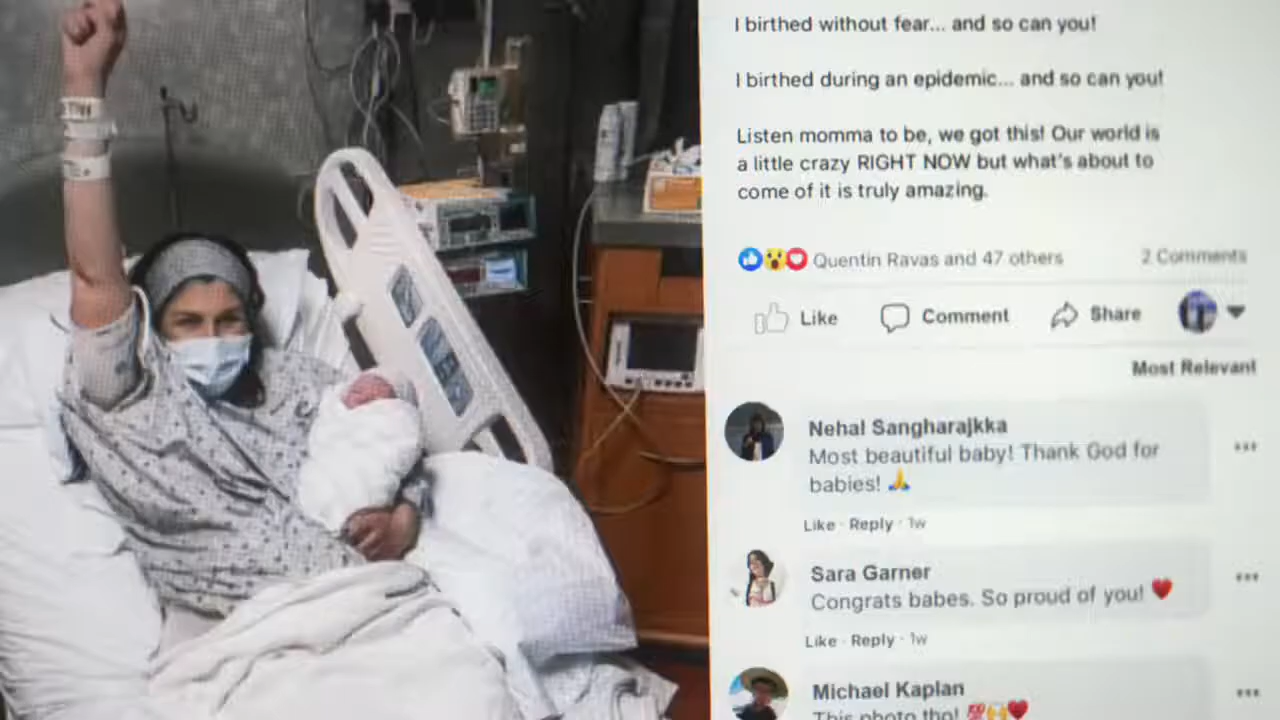 I birthed without fear... and so can you!
I birthed during an epidemic... and so can you!
Listen momma to be, we got this! Our world is
a little crazy RIGHT NOW but what's about to
come of it is truly amazing.
Quentin Ravas and 47 others
2 Comments
Like
Comment
Share
Most Relevant
Nehal Sangharajkka
Most beautiful baby! Thank God for
babies! 🙏
Like · Reply · 1w
Sara Garner
Congrats babes. So proud of you! ♥️
Like · Reply · 1w
Michael Kaplan
This photo tho! 💯🙌♥️